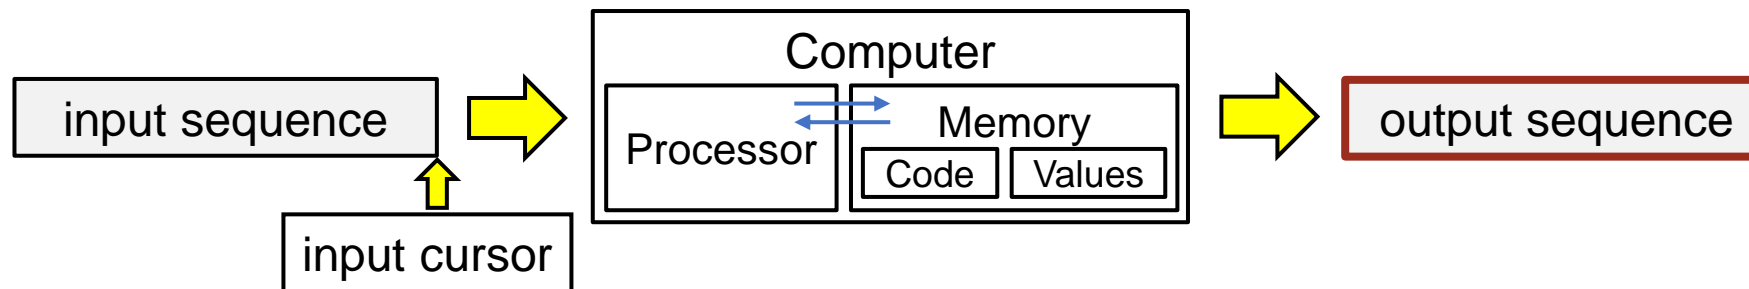 Computer
input sequence
Processor
Memory
Code
Values
output sequence
input cursor